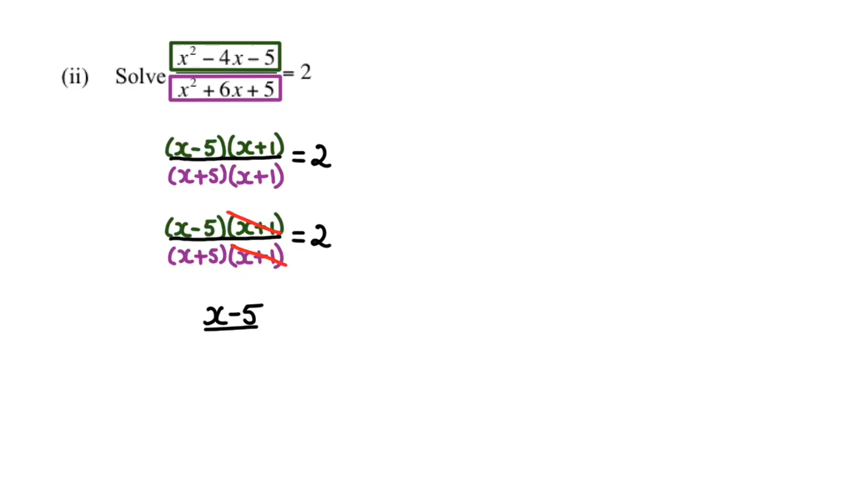 (ii) Solve x² − 4x − 5 / x² + 6x + 5 = 2
(x−5)(x+1) / (x+5)(x+1) = 2
(x−5)(x+1) / (x+5)(x+1) = 2
x−5